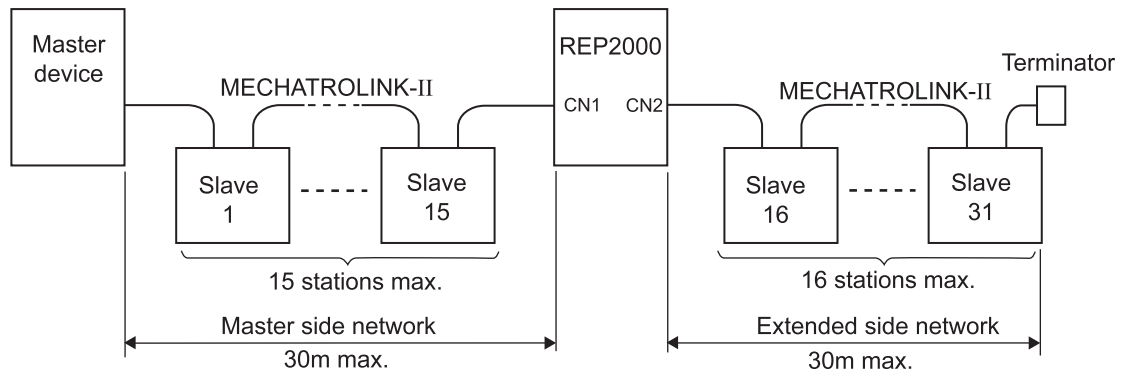 Master
device
MECHATROLINK-II
Slave
1
Slave
15
15 stations max.
Master side network
30m max.
REP2000
CN1 CN2
MECHATROLINK-II
Terminator
Slave
16
Slave
31
16 stations max.
Extended side network
30m max.